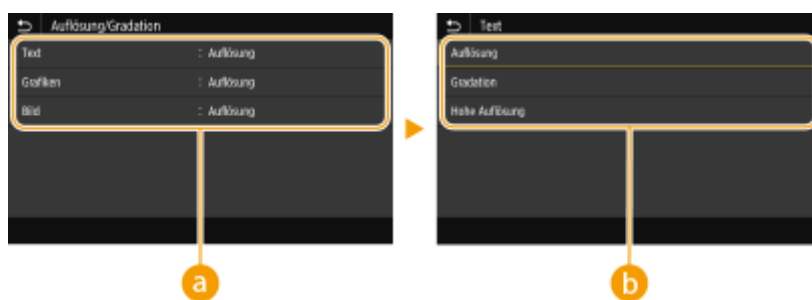 Auflösung/Gradation
Text : Auflösung
Grafiken : Auflösung
Bild : Auflösung
a
Text
Auflösung
Gradation
Hohe Auflösung
b